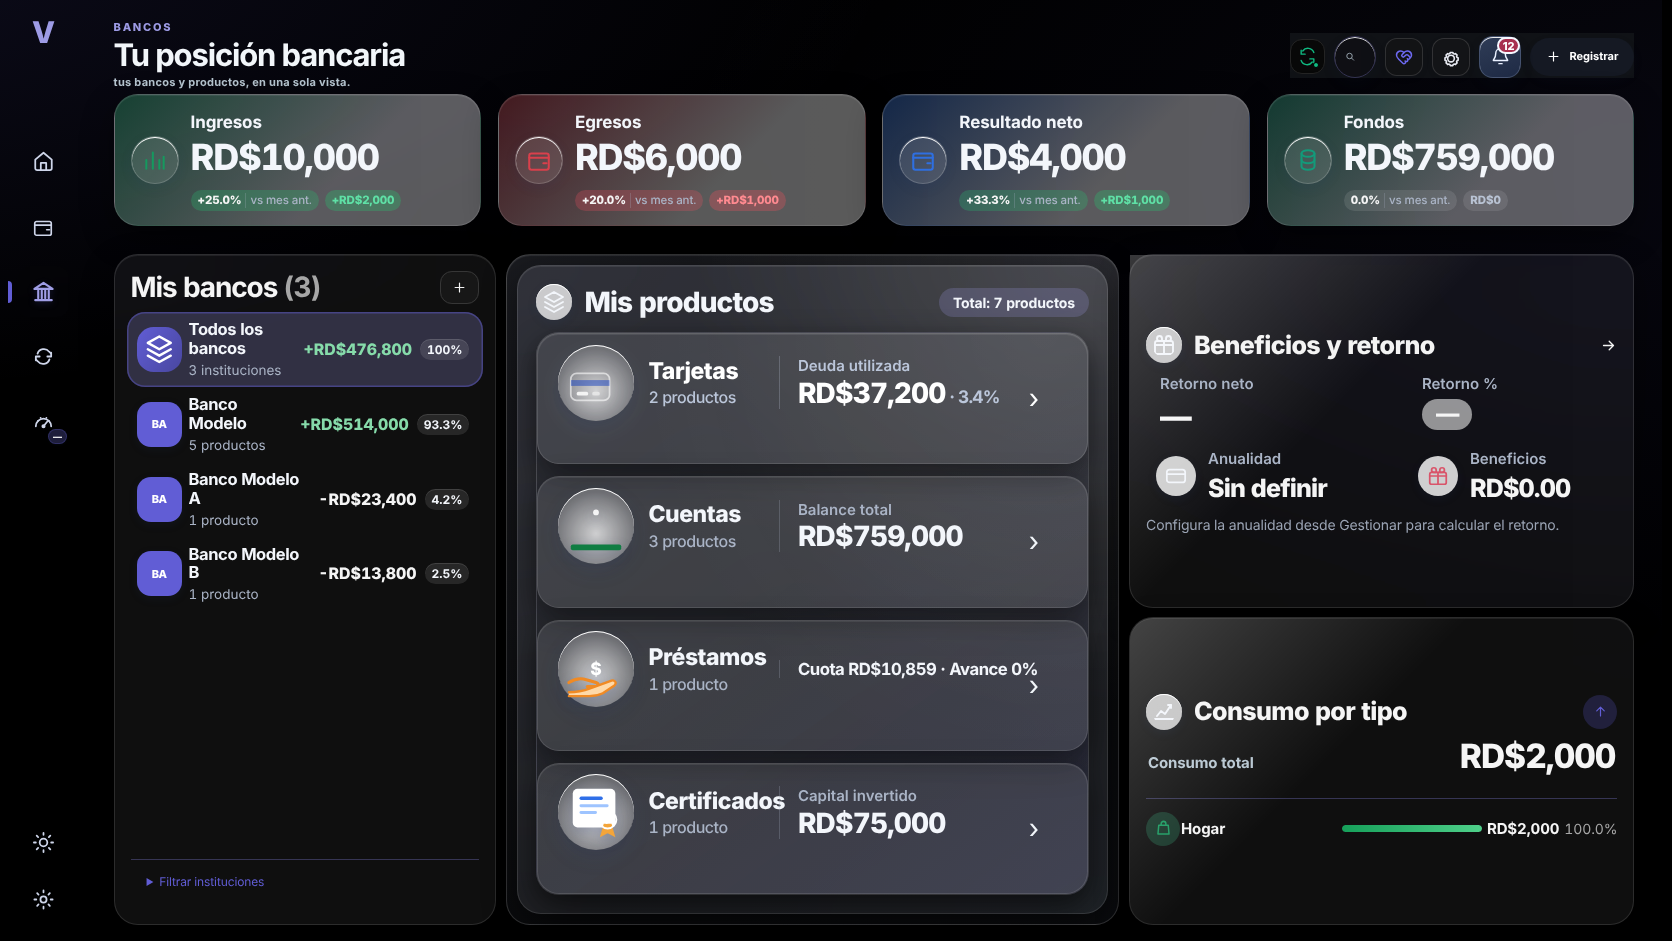 V
BANCOS
Tu posición bancaria
tus bancos y productos, en una sola vista.
12
+ Registrar
Ingresos
RD$10,000
+25.0% vs mes ant. +RD$2,000
Egresos
RD$6,000
+20.0% vs mes ant. +RD$1,000
Resultado neto
RD$4,000
+33.3% vs mes ant. +RD$1,000
Fondos
RD$759,000
0.0% vs mes ant. RD$0
Mis bancos (3)
+
Todos los
bancos
3 instituciones
+RD$476,800 100%
BA
Banco
Modelo
5 productos
+RD$514,000 93.3%
BA
Banco Modelo
A
1 producto
-RD$23,400 4.2%
BA
Banco Modelo
B
1 producto
-RD$13,800 2.5%
Filtrar instituciones
Mis productos
Total: 7 productos
Tarjetas
2 productos
Deuda utilizada
RD$37,200 · 3.4%
Cuentas
3 productos
Balance total
RD$759,000
$
Préstamos
1 producto
Cuota RD$10,859 · Avance 0%
Certificados
1 producto
Capital invertido
RD$75,000
Beneficios y retorno
Retorno neto
—
Retorno %
—
Anualidad
Sin definir
Beneficios
RD$0.00
Configura la anualidad desde Gestionar para calcular el retorno.
Consumo por tipo
Consumo total
RD$2,000
Hogar
RD$2,000 100.0%